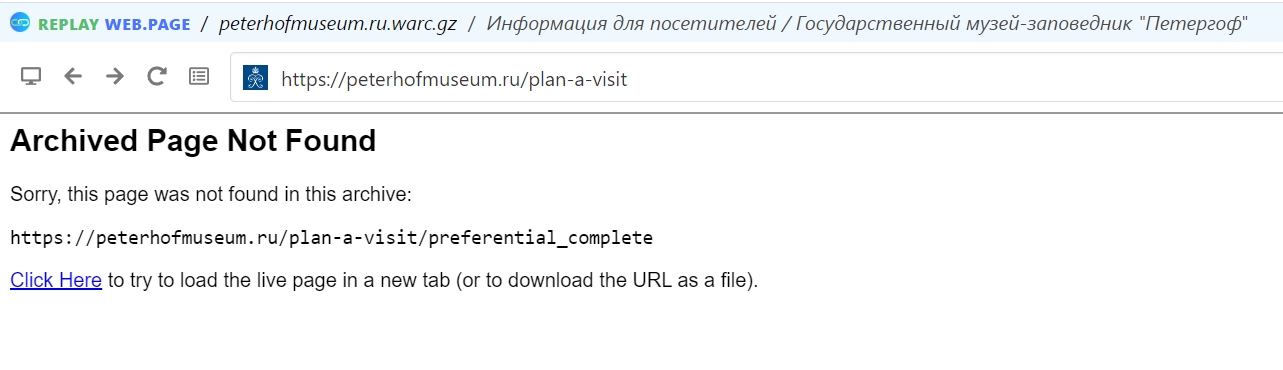 REPLAY WEB.PAGE / peterhofmuseum.ru.warc.gz / Информация для посетителей / Государственный музей-заповедник "Петергоф"
https://peterhofmuseum.ru/plan-a-visit
Archived Page Not Found
Sorry, this page was not found in this archive:
https://peterhofmuseum.ru/plan-a-visit/preferential_complete
Click Here to try to load the live page in a new tab (or to download the URL as a file).